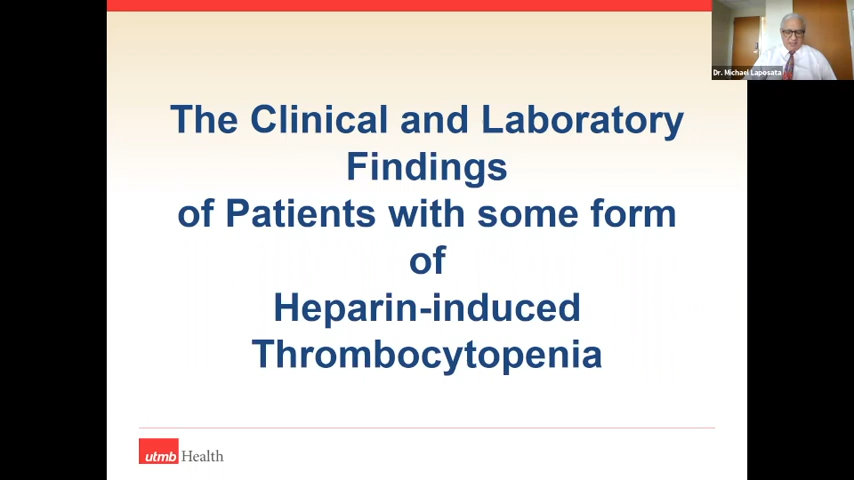 Dr. Michael Laposata
The Clinical and Laboratory
Findings
of Patients with some form
of
Heparin-induced
Thrombocytopenia
utmb Health